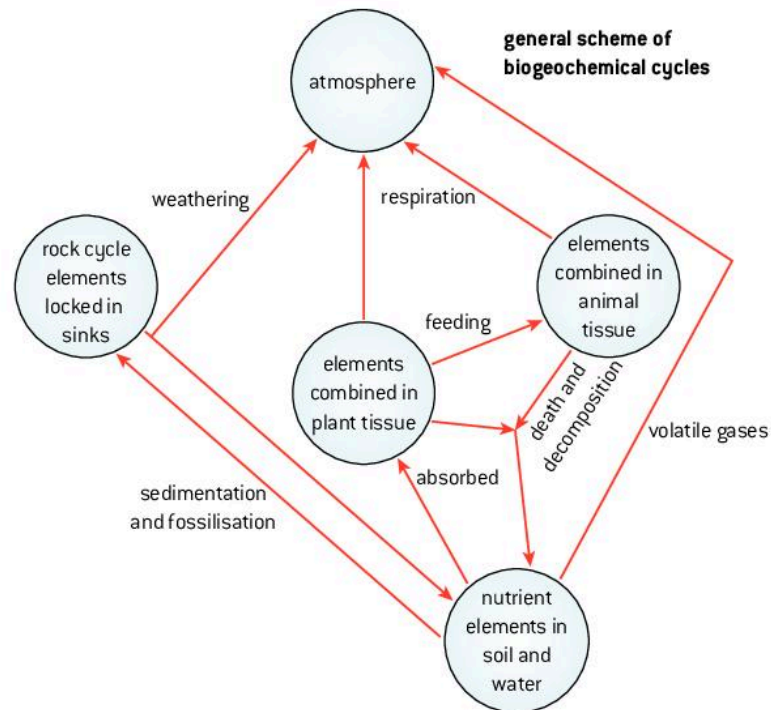 general scheme of
biogeochemical cycles
atmosphere
weathering
respiration
rock cycle
elements
locked in
sinks
elements
combined in
animal
tissue
feeding
elements
combined in
plant tissue
death and
decomposition
volatile gases
absorbed
sedimentation
and fossilisation
nutrient
elements in
soil and
water